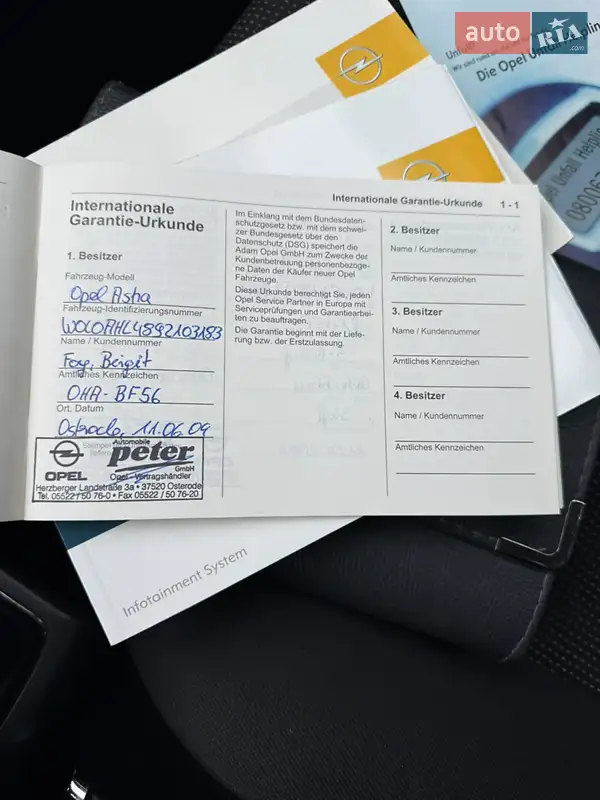 auto RIA .com
Unfall?
Die Opel Unfall
Opel Unfall Helpline
Internationale Garantie-Urkunde 1 - 1
Internationale
Garantie-Urkunde
1. Besitzer
Fahrzeug-Modell
Opel Astra
Fahrzeug-Identifizierungsnummer
W0L0AHL4892103183
Name / Kundennummer
Foy, Beigit
Amtliches Kennzeichen
OHA-BF56
Ort, Datum
Osterode, 11.06.09
OPEL
Automobile
peter
GmbH
Opel-Vertragshändler
Herzberger Landstraße 3a • 37520 Osterode
Tel. 05522 / 50 76-0 • Fax 05522 / 50 76-20
Im Einklang mit dem Bundesdaten-
schutzgesetz bzw. mit dem schwei-
zer Bundesgesetz über den
Datenschutz (DSG) speichert die
Adam Opel GmbH zum Zwecke der
Kundenbetreuung personenbezoge-
ne Daten der Käufer neuer Opel
Fahrzeuge.
Diese Urkunde berechtigt Sie, jeden
Opel Service Partner in Europa mit
Serviceprüfungen und Garantiearbei-
ten zu beauftragen.
Die Garantie beginnt mit der Liefe-
rung bzw. der Erstzulassung.
2. Besitzer
Name / Kundennummer
Amtliches Kennzeichen
3. Besitzer
Name / Kundennummer
Amtliches Kennzeichen
4. Besitzer
Name / Kundennummer
Amtliches Kennzeichen
Infotainment System